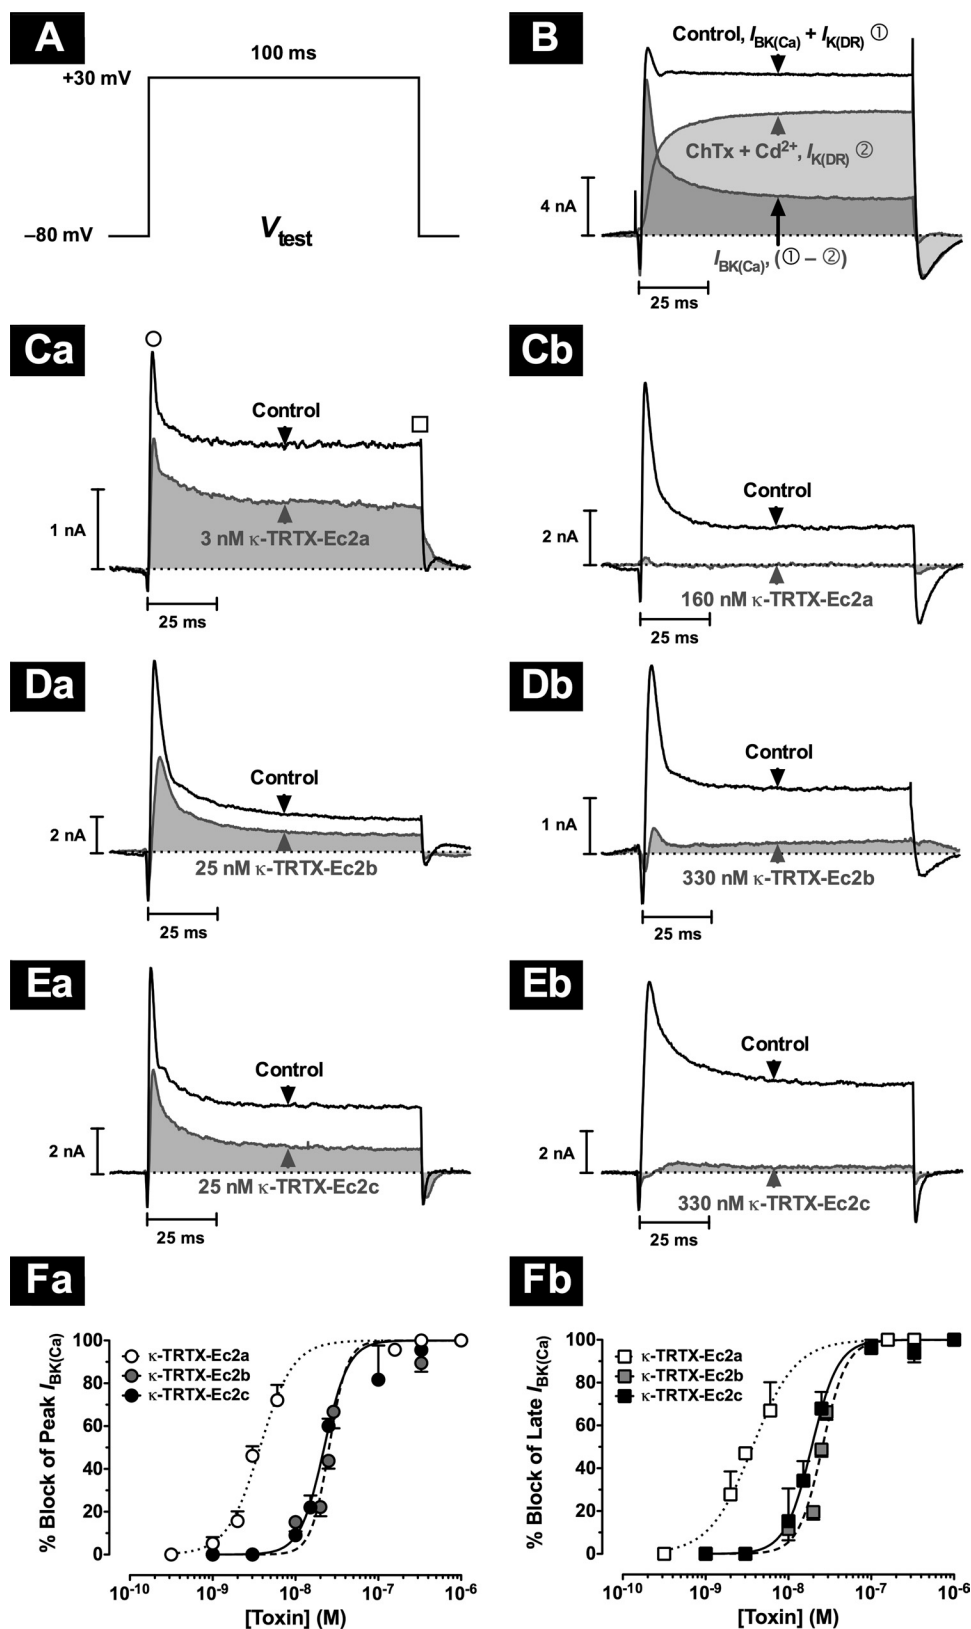 A
100 ms
+30 mV
–80 mV
Vtest
B
Control, IBK(Ca) + IK(DR) ①
ChTx + Cd2+, IK(DR) ②
4 nA
IBK(Ca), (① – ②)
25 ms
Ca
Control
1 nA
3 nM κ-TRTX-Ec2a
25 ms
Cb
Control
2 nA
160 nM κ-TRTX-Ec2a
25 ms
Da
Control
2 nA
25 nM κ-TRTX-Ec2b
25 ms
Db
Control
1 nA
330 nM κ-TRTX-Ec2b
25 ms
Ea
Control
2 nA
25 nM κ-TRTX-Ec2c
25 ms
Eb
Control
2 nA
330 nM κ-TRTX-Ec2c
25 ms
Fa
% Block of Peak IBK(Ca)
100
80
60
40
20
0
κ-TRTX-Ec2a
κ-TRTX-Ec2b
κ-TRTX-Ec2c
10-10
10-9
10-8
10-7
10-6
[Toxin] (M)
Fb
% Block of Late IBK(Ca)
100
80
60
40
20
0
κ-TRTX-Ec2a
κ-TRTX-Ec2b
κ-TRTX-Ec2c
10-10
10-9
10-8
10-7
10-6
[Toxin] (M)